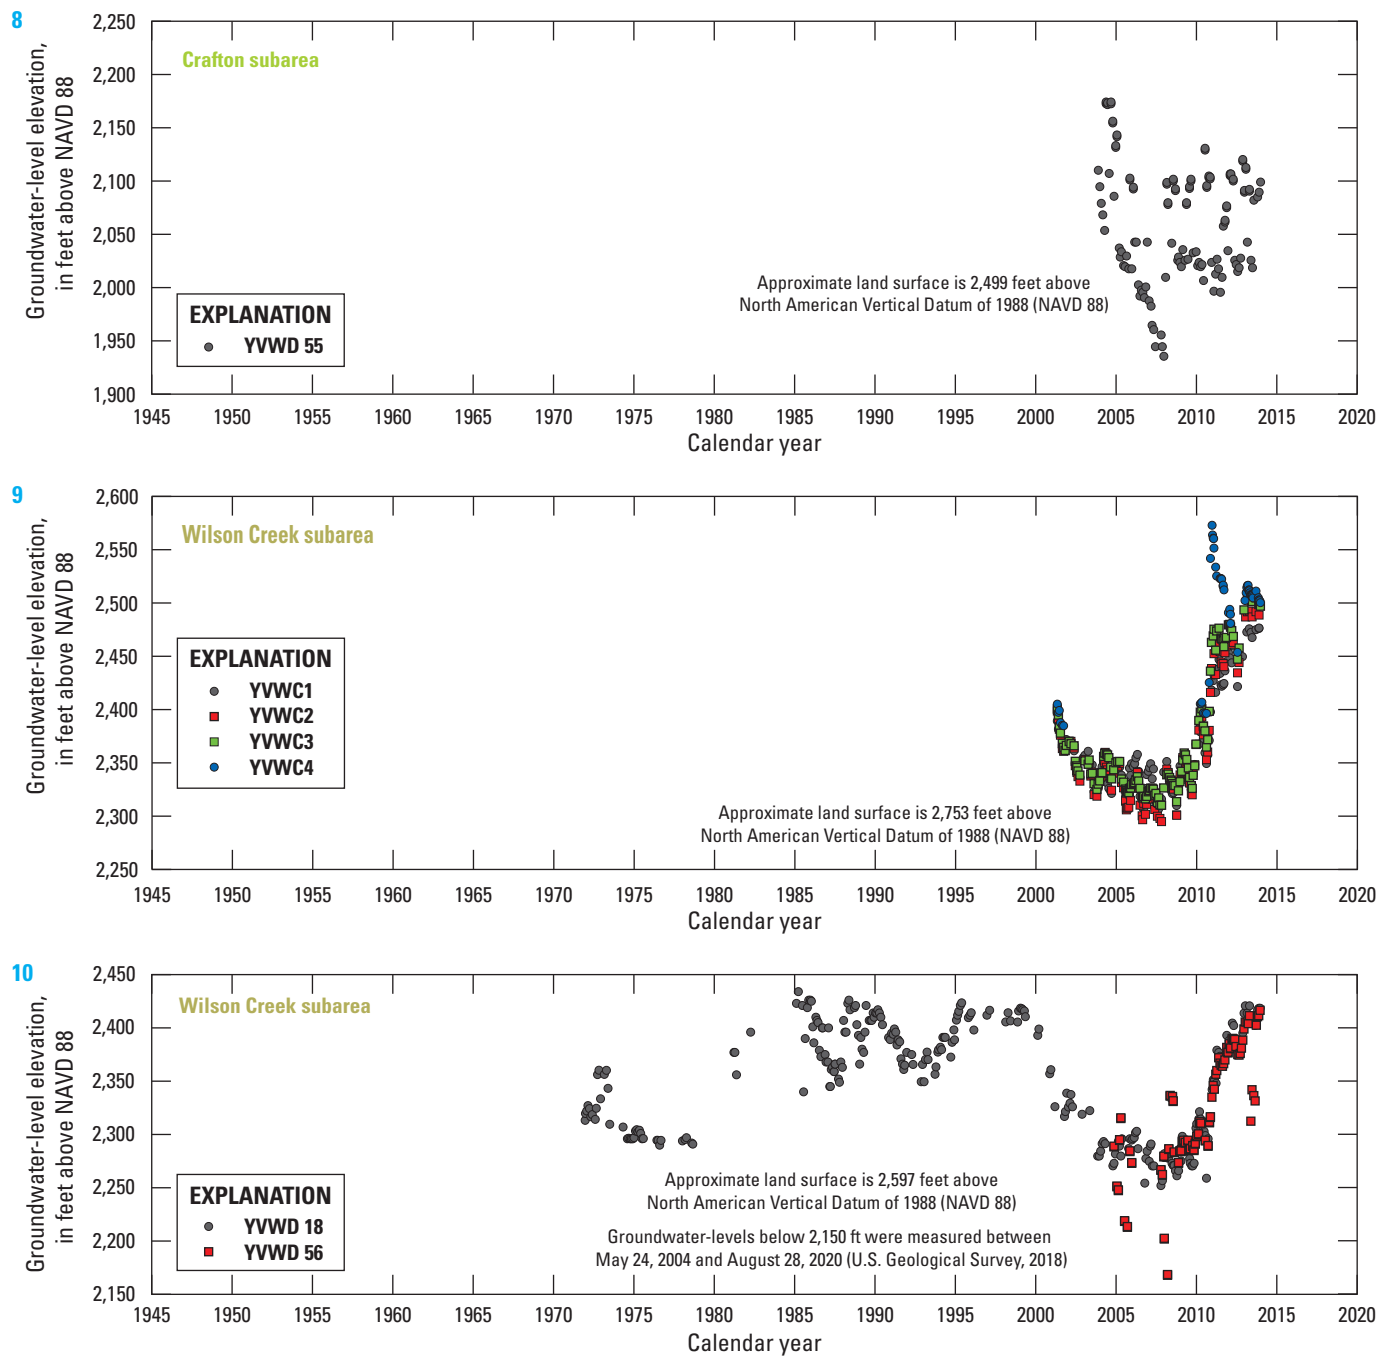 8
Groundwater-level elevation,
in feet above NAVD 88
2,250
2,200
2,150
2,100
2,050
2,000
1,950
1,900
Crafton subarea
Approximate land surface is 2,499 feet above
North American Vertical Datum of 1988 (NAVD 88)
EXPLANATION
YVWD 55
1945 1950 1955 1960 1965 1970 1975 1980 1985 1990 1995 2000 2005 2010 2015 2020
Calendar year
9
Groundwater-level elevation,
in feet above NAVD 88
2,600
2,550
2,500
2,450
2,400
2,350
2,300
2,250
Wilson Creek subarea
EXPLANATION
YVWC1
YVWC2
YVWC3
YVWC4
Approximate land surface is 2,753 feet above
North American Vertical Datum of 1988 (NAVD 88)
1945 1950 1955 1960 1965 1970 1975 1980 1985 1990 1995 2000 2005 2010 2015 2020
Calendar year
10
Groundwater-level elevation,
in feet above NAVD 88
2,450
2,400
2,350
2,300
2,250
2,200
2,150
Wilson Creek subarea
Approximate land surface is 2,597 feet above
North American Vertical Datum of 1988 (NAVD 88)
Groundwater-levels below 2,150 ft were measured between
May 24, 2004 and August 28, 2020 (U.S. Geological Survey, 2018)
EXPLANATION
YVWD 18
YVWD 56
1945 1950 1955 1960 1965 1970 1975 1980 1985 1990 1995 2000 2005 2010 2015 2020
Calendar year